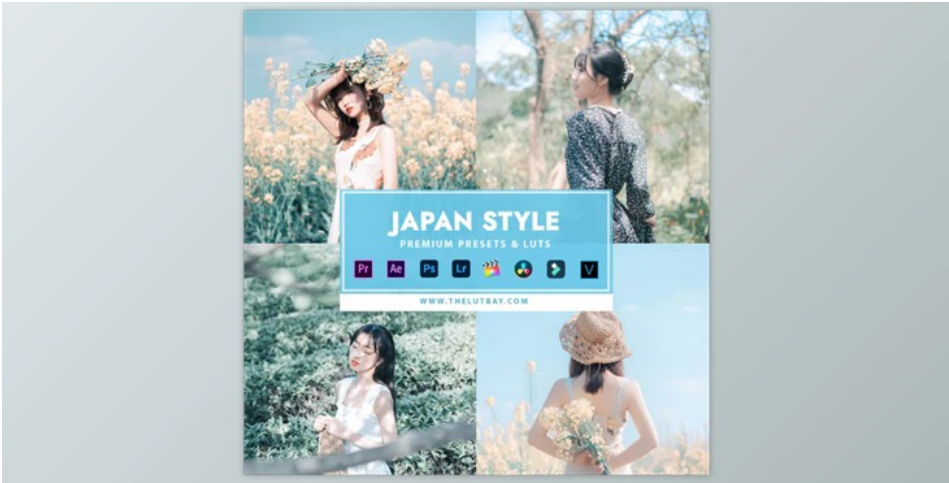 JAPAN STYLE
PREMIUM PRESETS & LUTS
Pr Ae Ps Lr V
WWW.THELUTBAY.COM